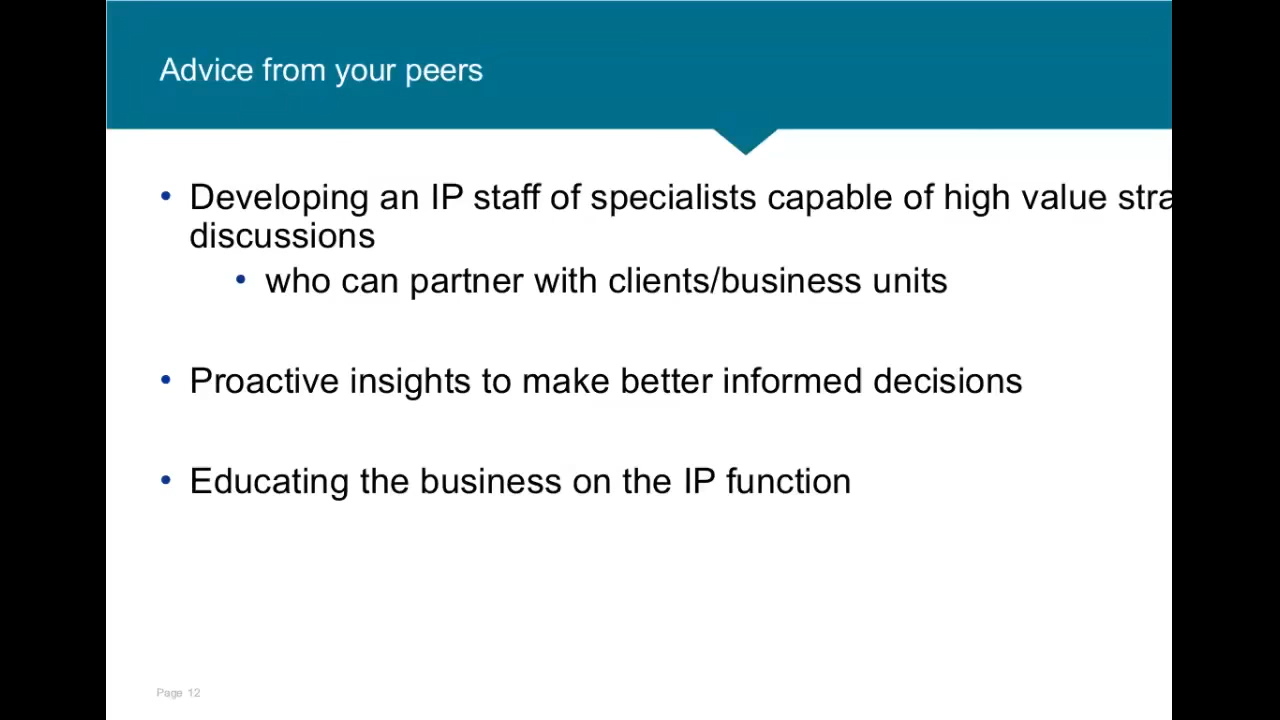 Advice from your peers
• Developing an IP staff of specialists capable of high value
discussions
• who can partner with clients/business units
• Proactive insights to make better informed decisions
• Educating the business on the IP function
Page 12